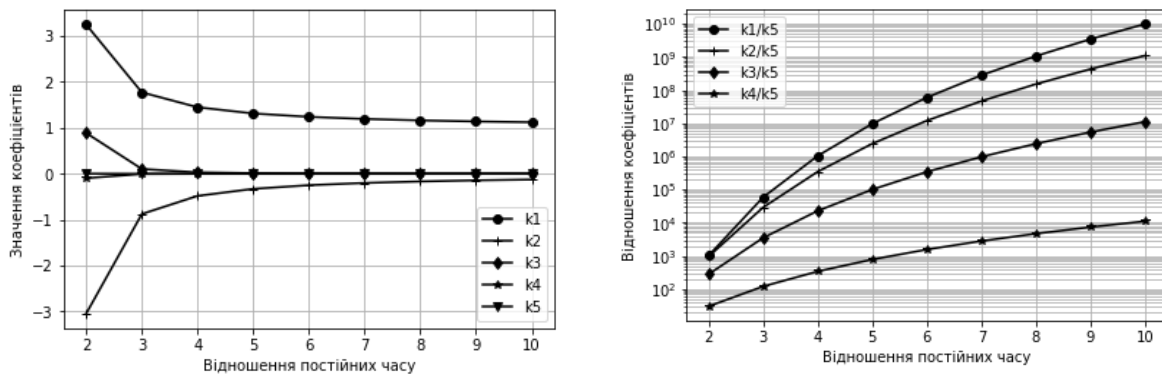 Значення коефіцієнтів
3
2
1
0
−1
−2
−3
k1
k2
k3
k4
k5
2 3 4 5 6 7 8 9 10
Відношення постійних часу
Відношення коефіцієнтів
10¹⁰
10⁹
10⁸
10⁷
10⁶
10⁵
10⁴
10³
10²
k1/k5
k2/k5
k3/k5
k4/k5
2 3 4 5 6 7 8 9 10
Відношення постійних часу